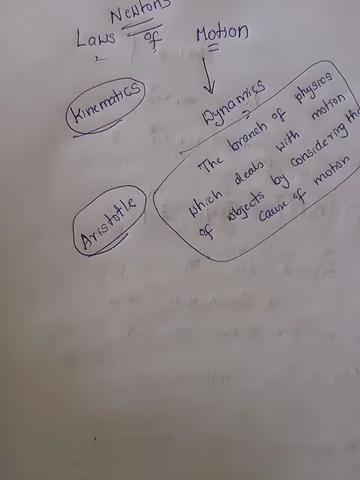 Newtons
Laws of Motion
Kinematics
Dynamics
The branch of physics
which deals with motion
of objects by considering the
cause of motion
Aristotle